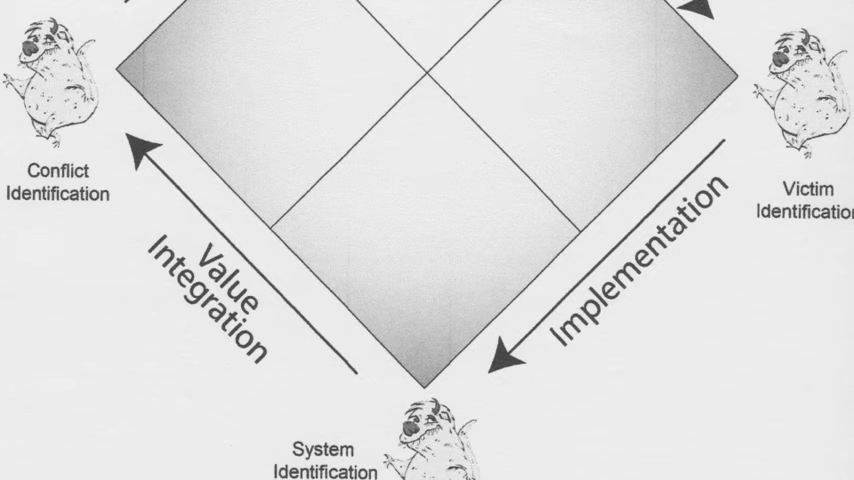 Conflict
Identification
Victim
Identification
Value
Integration
Implementation
System
Identification